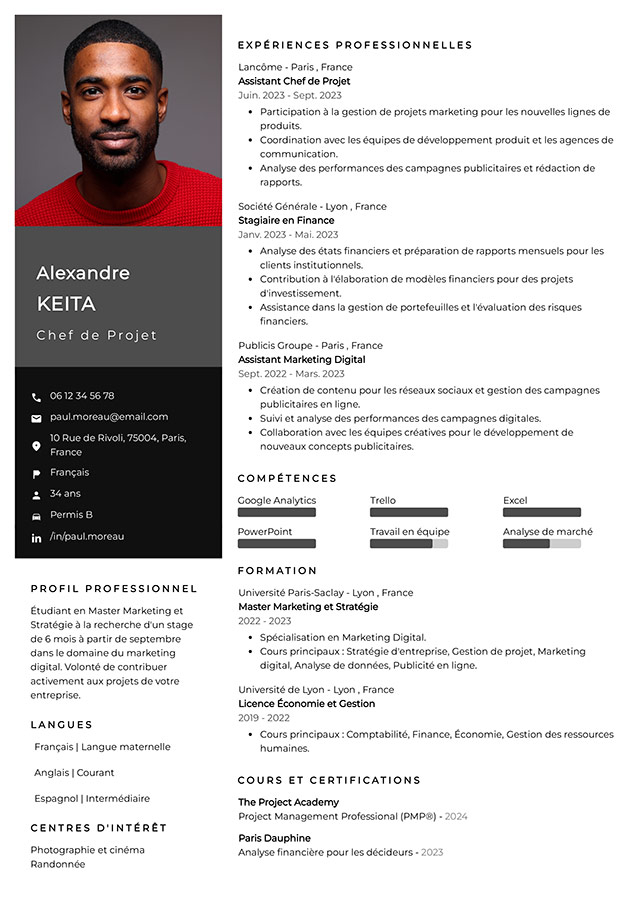 Alexandre
KEITA
Chef de Projet
06 12 34 56 78
paul.moreau@email.com
10 Rue de Rivoli, 75004, Paris,
France
Français
34 ans
Permis B
/in/paul.moreau
PROFIL PROFESSIONNEL
Étudiant en Master Marketing et
Stratégie à la recherche d'un stage
de 6 mois à partir de septembre
dans le domaine du marketing
digital. Volonté de contribuer
activement aux projets de votre
entreprise.
LANGUES
Français | Langue maternelle
Anglais | Courant
Espagnol | Intermédiaire
CENTRES D'INTÉRÊT
Photographie et cinéma
Randonnée
EXPÉRIENCES PROFESSIONNELLES
Lancôme - Paris , France
Assistant Chef de Projet
Juin. 2023 - Sept. 2023
• Participation à la gestion de projets marketing pour les nouvelles lignes de
produits.
• Coordination avec les équipes de développement produit et les agences de
communication.
• Analyse des performances des campagnes publicitaires et rédaction de
rapports.
Société Générale - Lyon , France
Stagiaire en Finance
Janv. 2023 - Mai. 2023
• Analyse des états financiers et préparation de rapports mensuels pour les
clients institutionnels.
• Contribution à l'élaboration de modèles financiers pour des projets
d'investissement.
• Assistance dans la gestion de portefeuilles et l'évaluation des risques
financiers.
Publicis Groupe - Paris , France
Assistant Marketing Digital
Sept. 2022 - Mars. 2023
• Création de contenu pour les réseaux sociaux et gestion des campagnes
publicitaires en ligne.
• Suivi et analyse des performances des campagnes digitales.
• Collaboration avec les équipes créatives pour le développement de
nouveaux concepts publicitaires.
COMPÉTENCES
Google Analytics Trello Excel
PowerPoint Travail en équipe Analyse de marché
FORMATION
Université Paris-Saclay - Lyon , France
Master Marketing et Stratégie
2022 - 2023
• Spécialisation en Marketing Digital.
• Cours principaux : Stratégie d'entreprise, Gestion de projet, Marketing
digital, Analyse de données, Publicité en ligne.
Université de Lyon - Lyon , France
Licence Économie et Gestion
2019 - 2022
• Cours principaux : Comptabilité, Finance, Économie, Gestion des ressources
humaines.
COURS ET CERTIFICATIONS
The Project Academy
Project Management Professional (PMP®) - 2024
Paris Dauphine
Analyse financière pour les décideurs - 2023